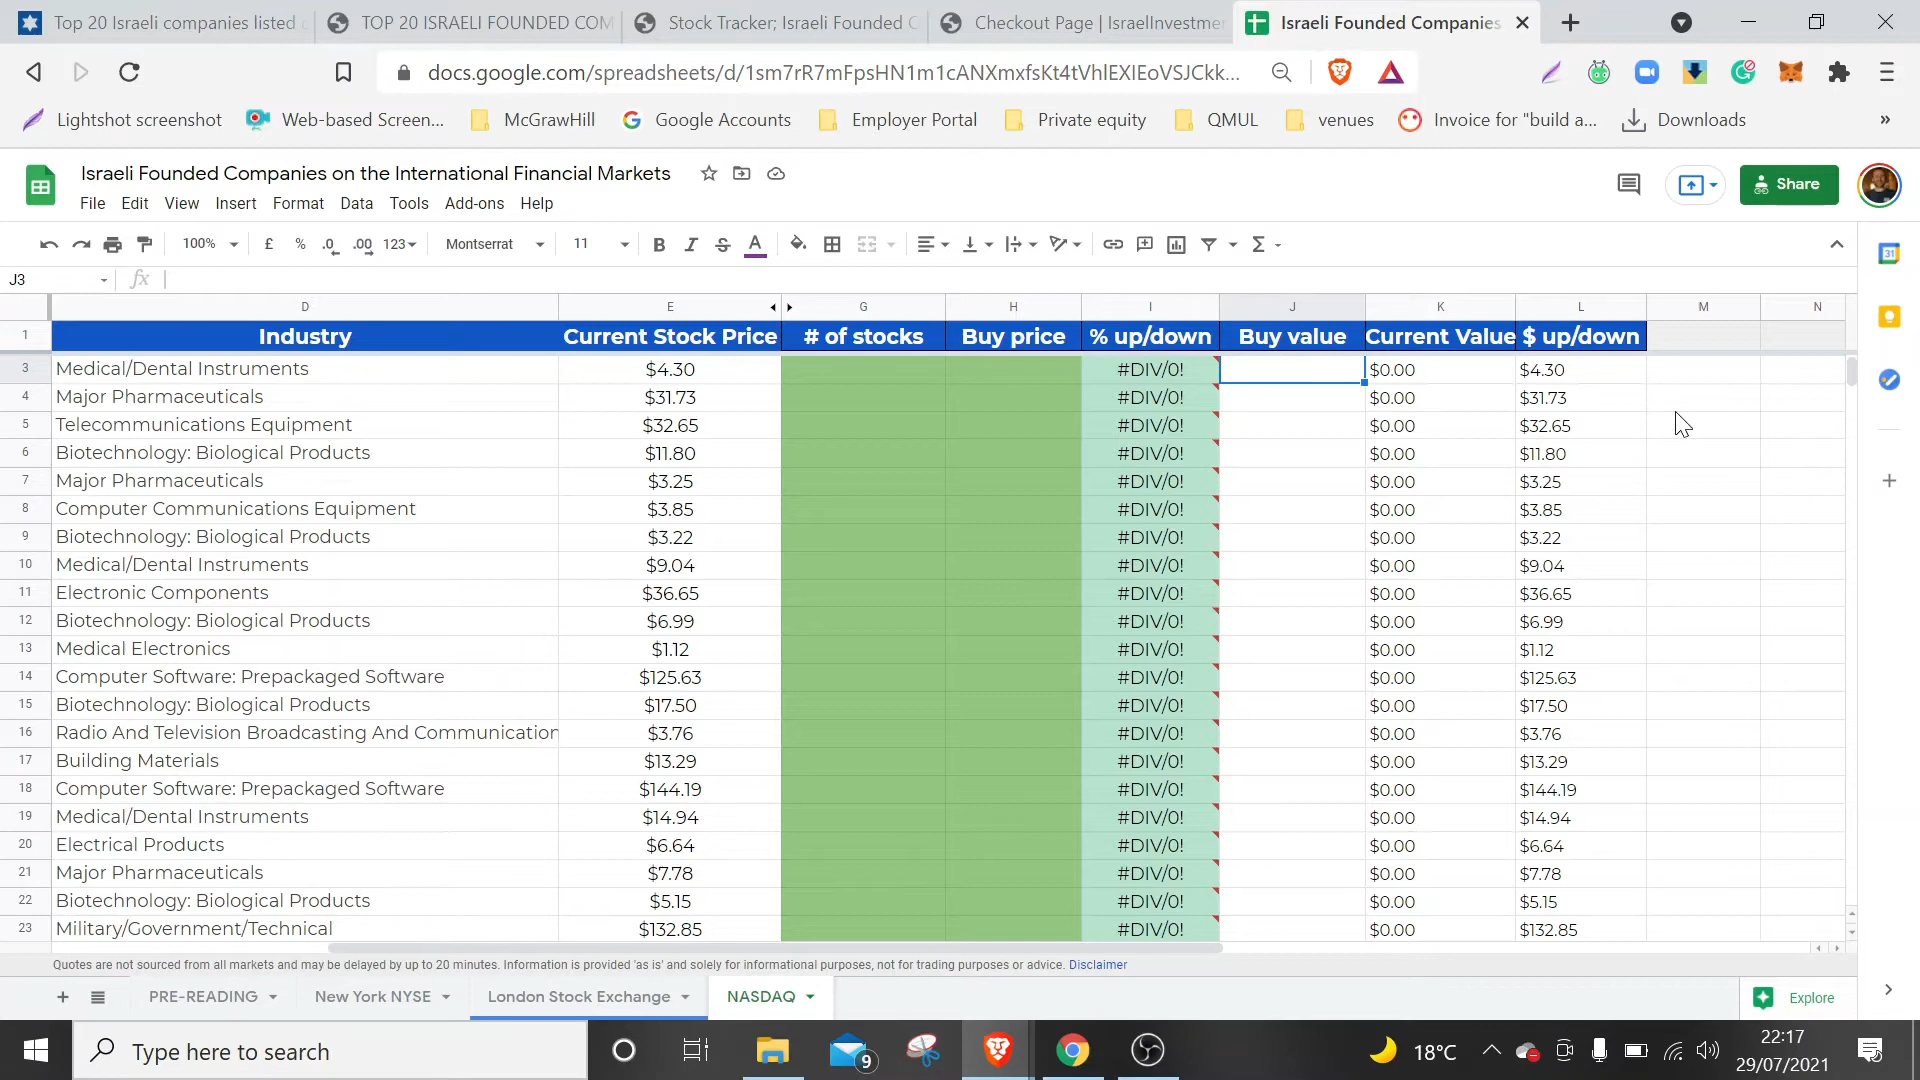 Top 20 Israeli companies listed
TOP 20 ISRAELI FOUNDED COM
Stock Tracker; Israeli Founded C
Checkout Page | IsraelInvestmen
Israeli Founded Companies
docs.google.com/spreadsheets/d/1sm7rR7mFpsHN1m1cANXmxfsKt4tVhlEXIEoVSJCkk...
Lightshot screenshot
Web-based Screen...
McGrawHill
Google Accounts
Employer Portal
Private equity
QMUL
venues
Invoice for "build a...
Downloads
»
Israeli Founded Companies on the International Financial Markets
Share
File Edit View Insert Format Data Tools Add-ons Help
100% £ % .0 .00 123 Montserrat 11 B I S A Σ
31
J3 fx
D E G H I J K L M N
1 Industry Current Stock Price # of stocks Buy price % up/down Buy value Current Value $ up/down
3 Medical/Dental Instruments $4.30 #DIV/0! $0.00 $4.30
4 Major Pharmaceuticals $31.73 #DIV/0! $0.00 $31.73
5 Telecommunications Equipment $32.65 #DIV/0! $0.00 $32.65
6 Biotechnology: Biological Products $11.80 #DIV/0! $0.00 $11.80
7 Major Pharmaceuticals $3.25 #DIV/0! $0.00 $3.25
8 Computer Communications Equipment $3.85 #DIV/0! $0.00 $3.85
9 Biotechnology: Biological Products $3.22 #DIV/0! $0.00 $3.22
10 Medical/Dental Instruments $9.04 #DIV/0! $0.00 $9.04
11 Electronic Components $36.65 #DIV/0! $0.00 $36.65
12 Biotechnology: Biological Products $6.99 #DIV/0! $0.00 $6.99
13 Medical Electronics $1.12 #DIV/0! $0.00 $1.12
14 Computer Software: Prepackaged Software $125.63 #DIV/0! $0.00 $125.63
15 Biotechnology: Biological Products $17.50 #DIV/0! $0.00 $17.50
16 Radio And Television Broadcasting And Communication $3.76 #DIV/0! $0.00 $3.76
17 Building Materials $13.29 #DIV/0! $0.00 $13.29
18 Computer Software: Prepackaged Software $144.19 #DIV/0! $0.00 $144.19
19 Medical/Dental Instruments $14.94 #DIV/0! $0.00 $14.94
20 Electrical Products $6.64 #DIV/0! $0.00 $6.64
21 Major Pharmaceuticals $7.78 #DIV/0! $0.00 $7.78
22 Biotechnology: Biological Products $5.15 #DIV/0! $0.00 $5.15
23 Military/Government/Technical $132.85 #DIV/0! $0.00 $132.85
Quotes are not sourced from all markets and may be delayed by up to 20 minutes. Information is provided 'as is' and solely for informational purposes, not for trading purposes or advice. Disclaimer
PRE-READING New York NYSE London Stock Exchange NASDAQ Explore
Type here to search
9
18°C
22:17
29/07/2021